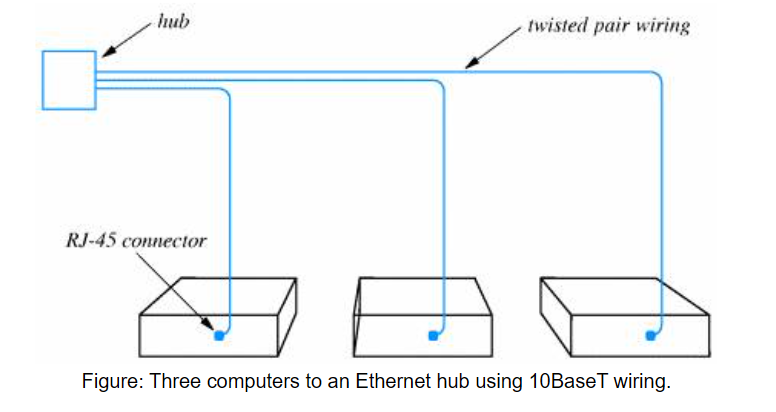 hub
twisted pair wiring
RJ-45 connector
Figure: Three computers to an Ethernet hub using 10BaseT wiring.